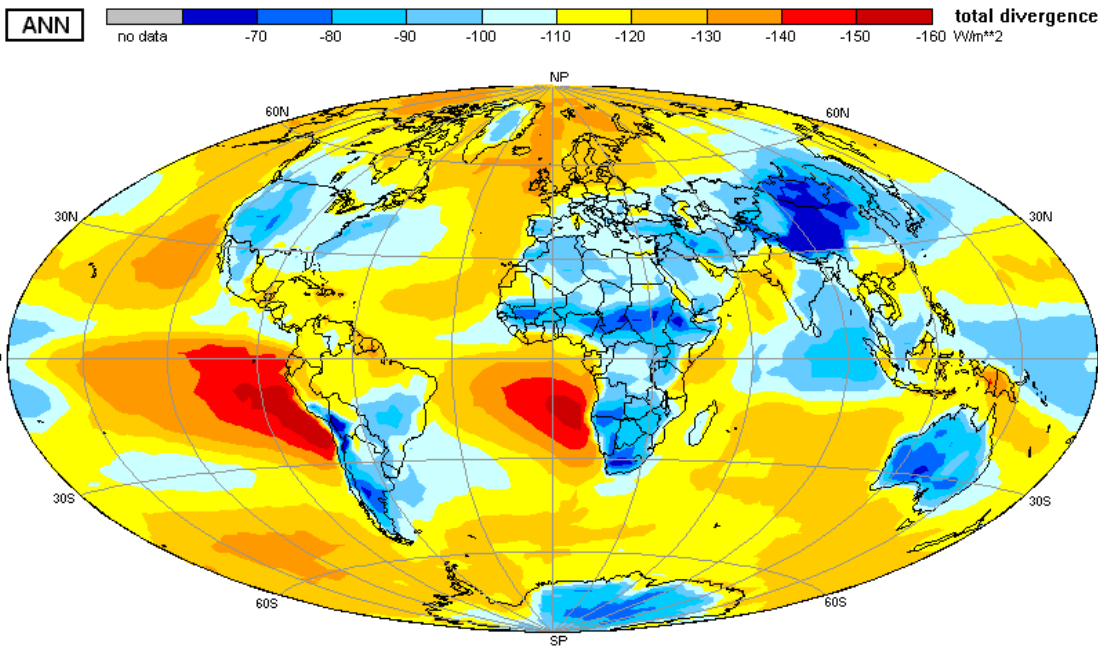 ANN
total divergence
no data -70 -80 -90 -100 -110 -120 -130 -140 -150 -160 W/m**2
NP
60N 60N
30N 30N
30S 30S
60S 60S
SP